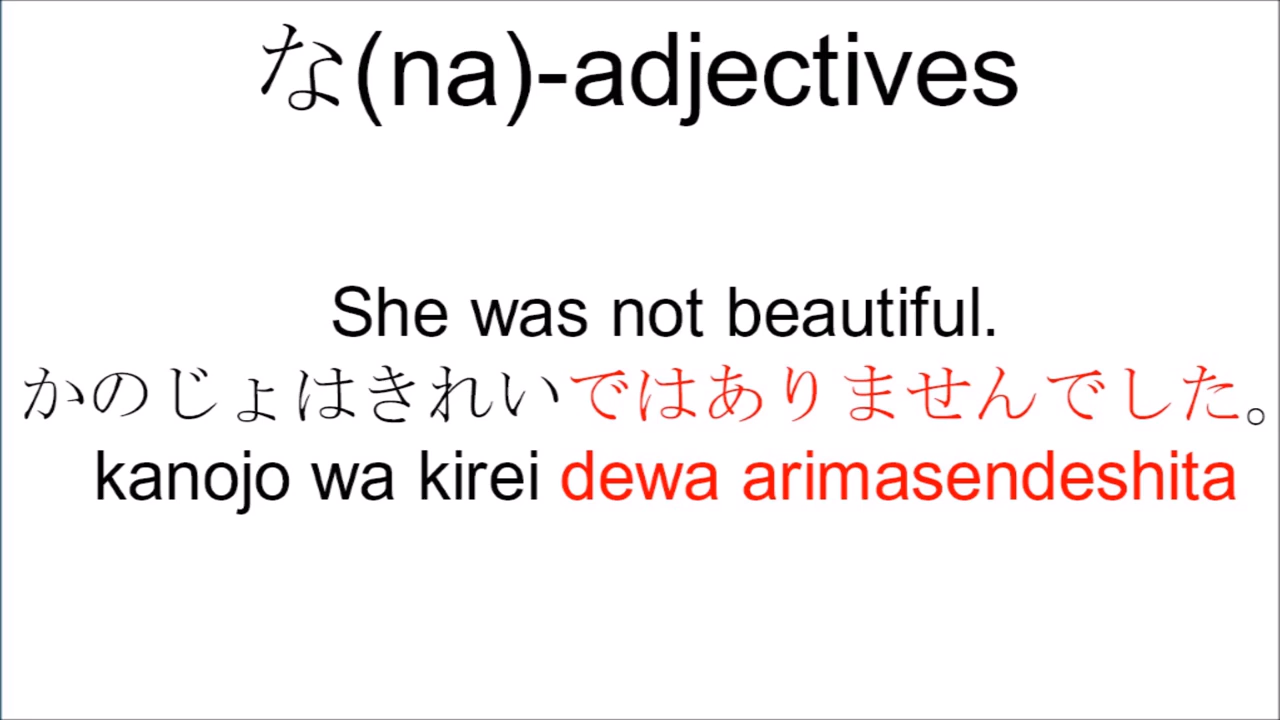 な(na)-adjectives
She was not beautiful.
かのじょはきれいではありませんでした。
kanojo wa kirei dewa arimasendeshita